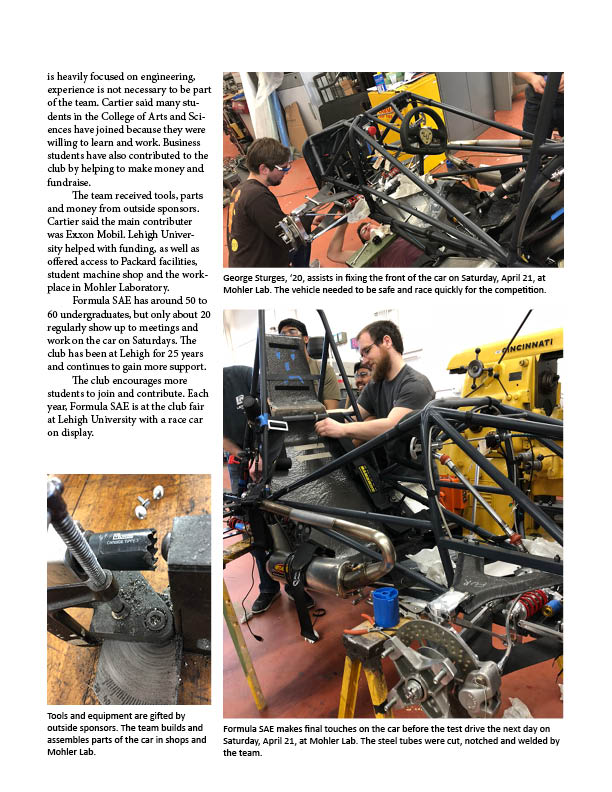 is heavily focused on engineering,
experience is not necessary to be part
of the team. Cartier said many stu-
dents in the College of Arts and Sci-
ences have joined because they were
willing to learn and work. Business
students have also contributed to the
club by helping to make money and
fundraise.
The team received tools, parts
and money from outside sponsors.
Cartier said the main contributer
was Exxon Mobil. Lehigh Univer-
sity helped with funding, as well as
offered access to Packard facilities,
student machine shop and the work-
place in Mohler Laboratory.
Formula SAE has around 50 to
60 undergraduates, but only about 20
regularly show up to meetings and
work on the car on Saturdays. The
club has been at Lehigh for 25 years
and continues to gain more support.
The club encourages more
students to join and contribute. Each
year, Formula SAE is at the club fair
at Lehigh University with a race car
on display.
George Sturges, ‘20, assists in fixing the front of the car on Saturday, April 21, at
Mohler Lab. The vehicle needed to be safe and race quickly for the competition.
CINCINNATI
Tools and equipment are gifted by
outside sponsors. The team builds and
assembles parts of the car in shops and
Mohler Lab.
Formula SAE makes final touches on the car before the test drive the next day on
Saturday, April 21, at Mohler Lab. The steel tubes were cut, notched and welded by
the team.